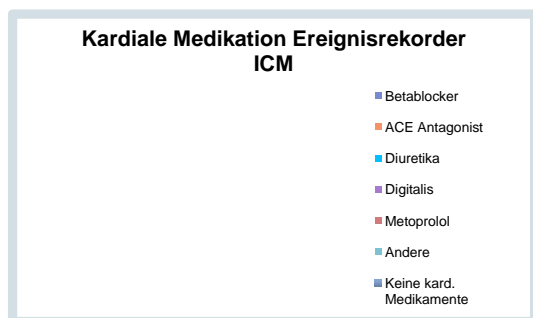 Kardiale Medikation Ereignisrekorder
ICM
Betablocker
ACE Antagonist
Diuretika
Digitalis
Metoprolol
Andere
Keine kard.
Medikamente